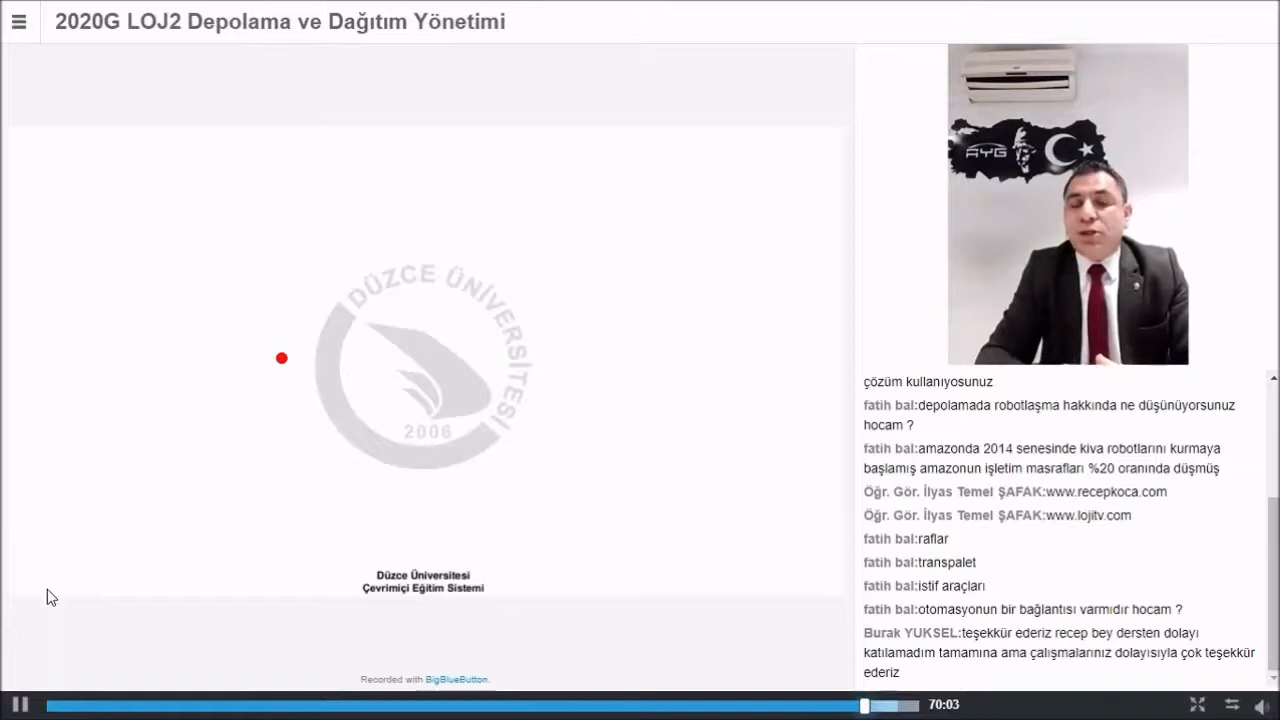 2020G LOJ2 Depolama ve Dağıtım Yönetimi
AYG
DÜZCE ÜNİVERSİTESİ
2006
Düzce Üniversitesi
Çevrimiçi Eğitim Sistemi
Recorded with BigBlueButton.
çözüm kullanıyosunuz
fatih bal:depolamada robotlaşma hakkında ne düşünüyorsunuz
hocam ?
fatih bal:amazonda 2014 senesinde kiva robotlarını kurmaya
başlamış amazonun işletim masrafları %20 oranında düşmüş
Öğr. Gör. İlyas Temel ŞAFAK:www.recepkoca.com
Öğr. Gör. İlyas Temel ŞAFAK:www.lojitv.com
fatih bal:raflar
fatih bal:transpalet
fatih bal:istif araçları
fatih bal:otomasyonun bir bağlantısı varmıdır hocam ?
Burak YUKSEL:teşekkür ederiz recep bey dersten dolayı
katılamadım tamamına ama çalışmalarınız dolayısıyla çok teşekkür
ederiz
70:03